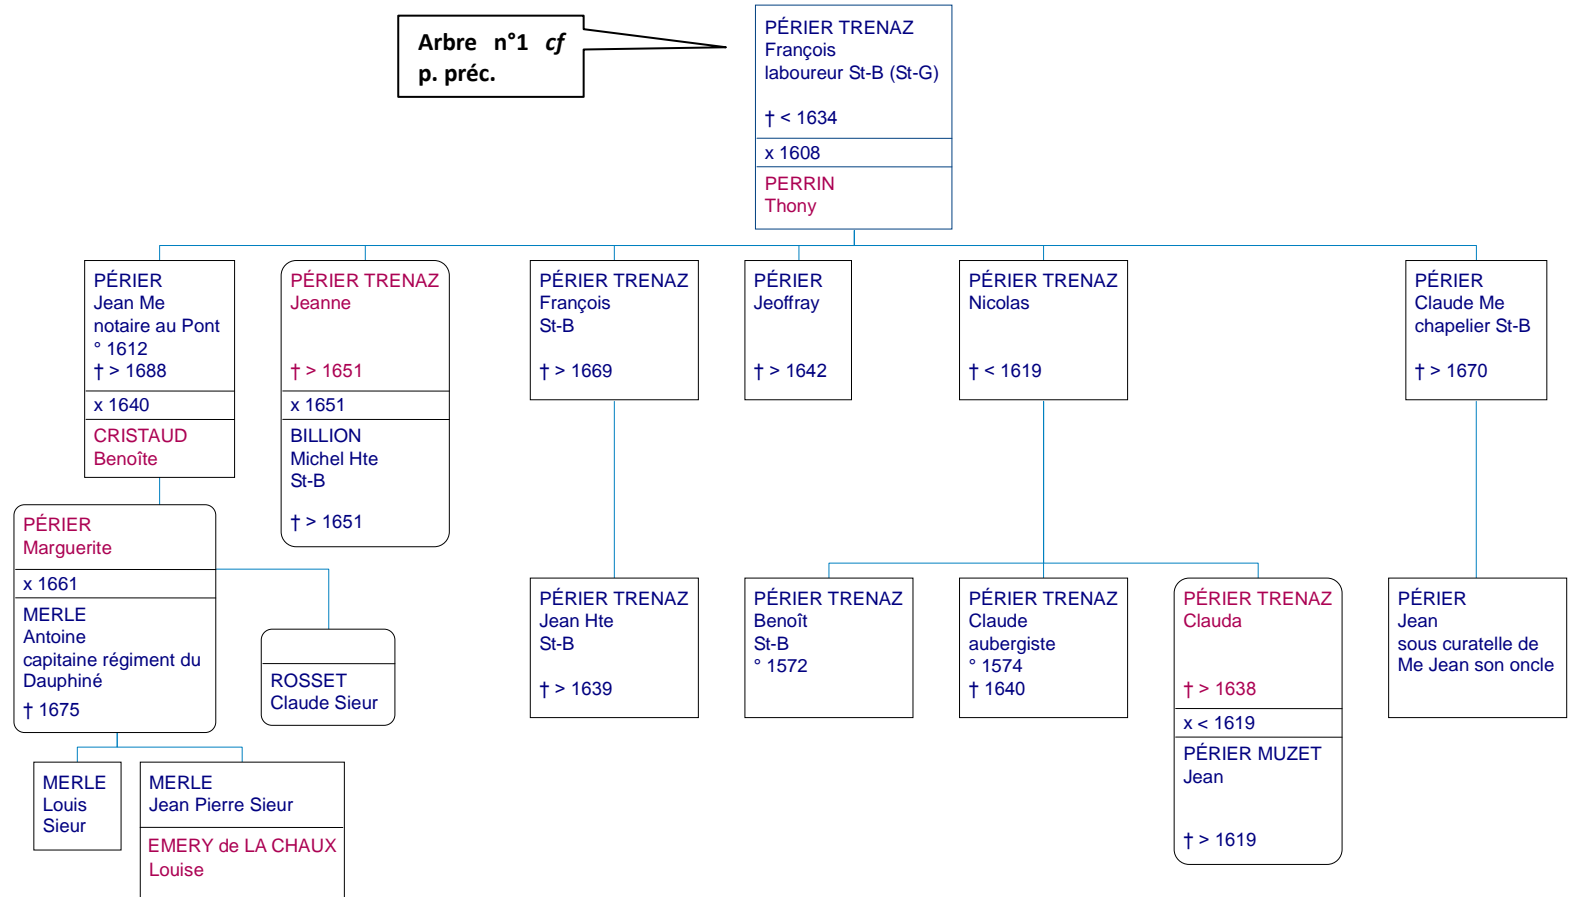 Arbre n°1 cf
p. préc.
PÉRIER TRENAZ
François
laboureur St-B (St-G)
† < 1634
x 1608
PERRIN
Thony
PÉRIER
Jean Me
notaire au Pont
° 1612
† > 1688
x 1640
CRISTAUD
Benoîte
PÉRIER TRENAZ
Jeanne
† > 1651
x 1651
BILLION
Michel Hte
St-B
† > 1651
PÉRIER TRENAZ
François
St-B
† > 1669
PÉRIER
Jeoffray
† > 1642
PÉRIER TRENAZ
Nicolas
† < 1619
PÉRIER
Claude Me
chapelier St-B
† > 1670
PÉRIER
Marguerite
x 1661
MERLE
Antoine
capitaine régiment du
Dauphiné
† 1675
ROSSET
Claude Sieur
PÉRIER TRENAZ
Jean Hte
St-B
† > 1639
PÉRIER TRENAZ
Benoît
St-B
° 1572
PÉRIER TRENAZ
Claude
aubergiste
° 1574
† 1640
PÉRIER TRENAZ
Clauda
† > 1638
x < 1619
PÉRIER MUZET
Jean
† > 1619
PÉRIER
Jean
sous curatelle de
Me Jean son oncle
MERLE
Louis
Sieur
MERLE
Jean Pierre Sieur
EMERY de LA CHAUX
Louise